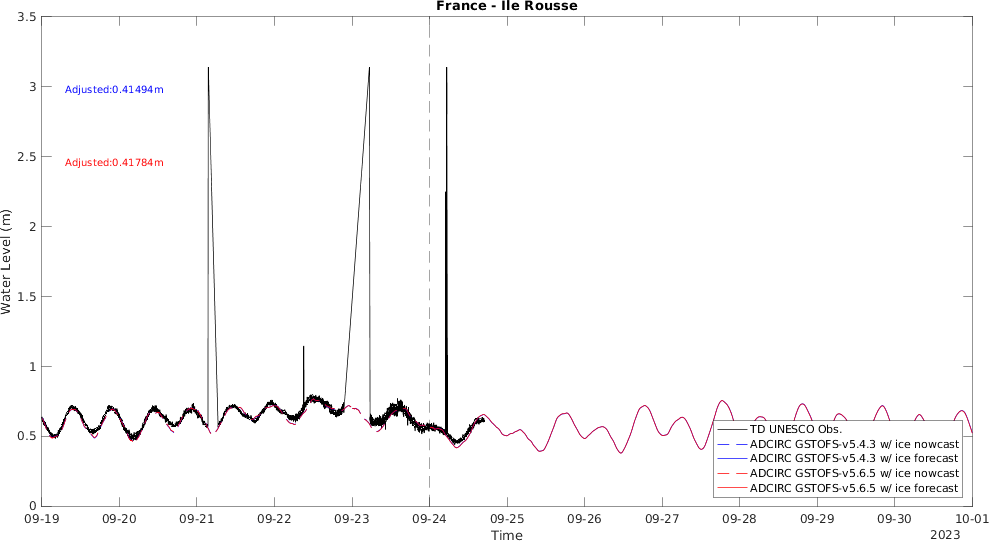 France - Ile Rousse
Adjusted:0.41494m
Adjusted:0.41784m
Water Level (m)
3.5
3
2.5
2
1.5
1
0.5
0
TD UNESCO Obs.
ADCIRC GSTOFS-v5.4.3 w/ ice nowcast
ADCIRC GSTOFS-v5.4.3 w/ ice forecast
ADCIRC GSTOFS-v5.6.5 w/ ice nowcast
ADCIRC GSTOFS-v5.6.5 w/ ice forecast
09-19 09-20 09-21 09-22 09-23 09-24 09-25 09-26 09-27 09-28 09-29 09-30 10-01
Time
2023